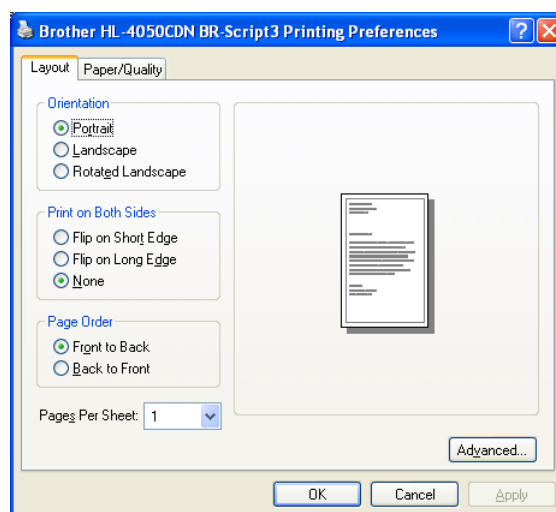 Brother HL-4050CDN BR-Script3 Printing Preferences
Layout
Paper/Quality
Orientation
Portrait
Landscape
Rotated Landscape
Print on Both Sides
Flip on Short Edge
Flip on Long Edge
None
Page Order
Front to Back
Back to Front
Pages Per Sheet: 1
Advanced...
OK
Cancel
Apply